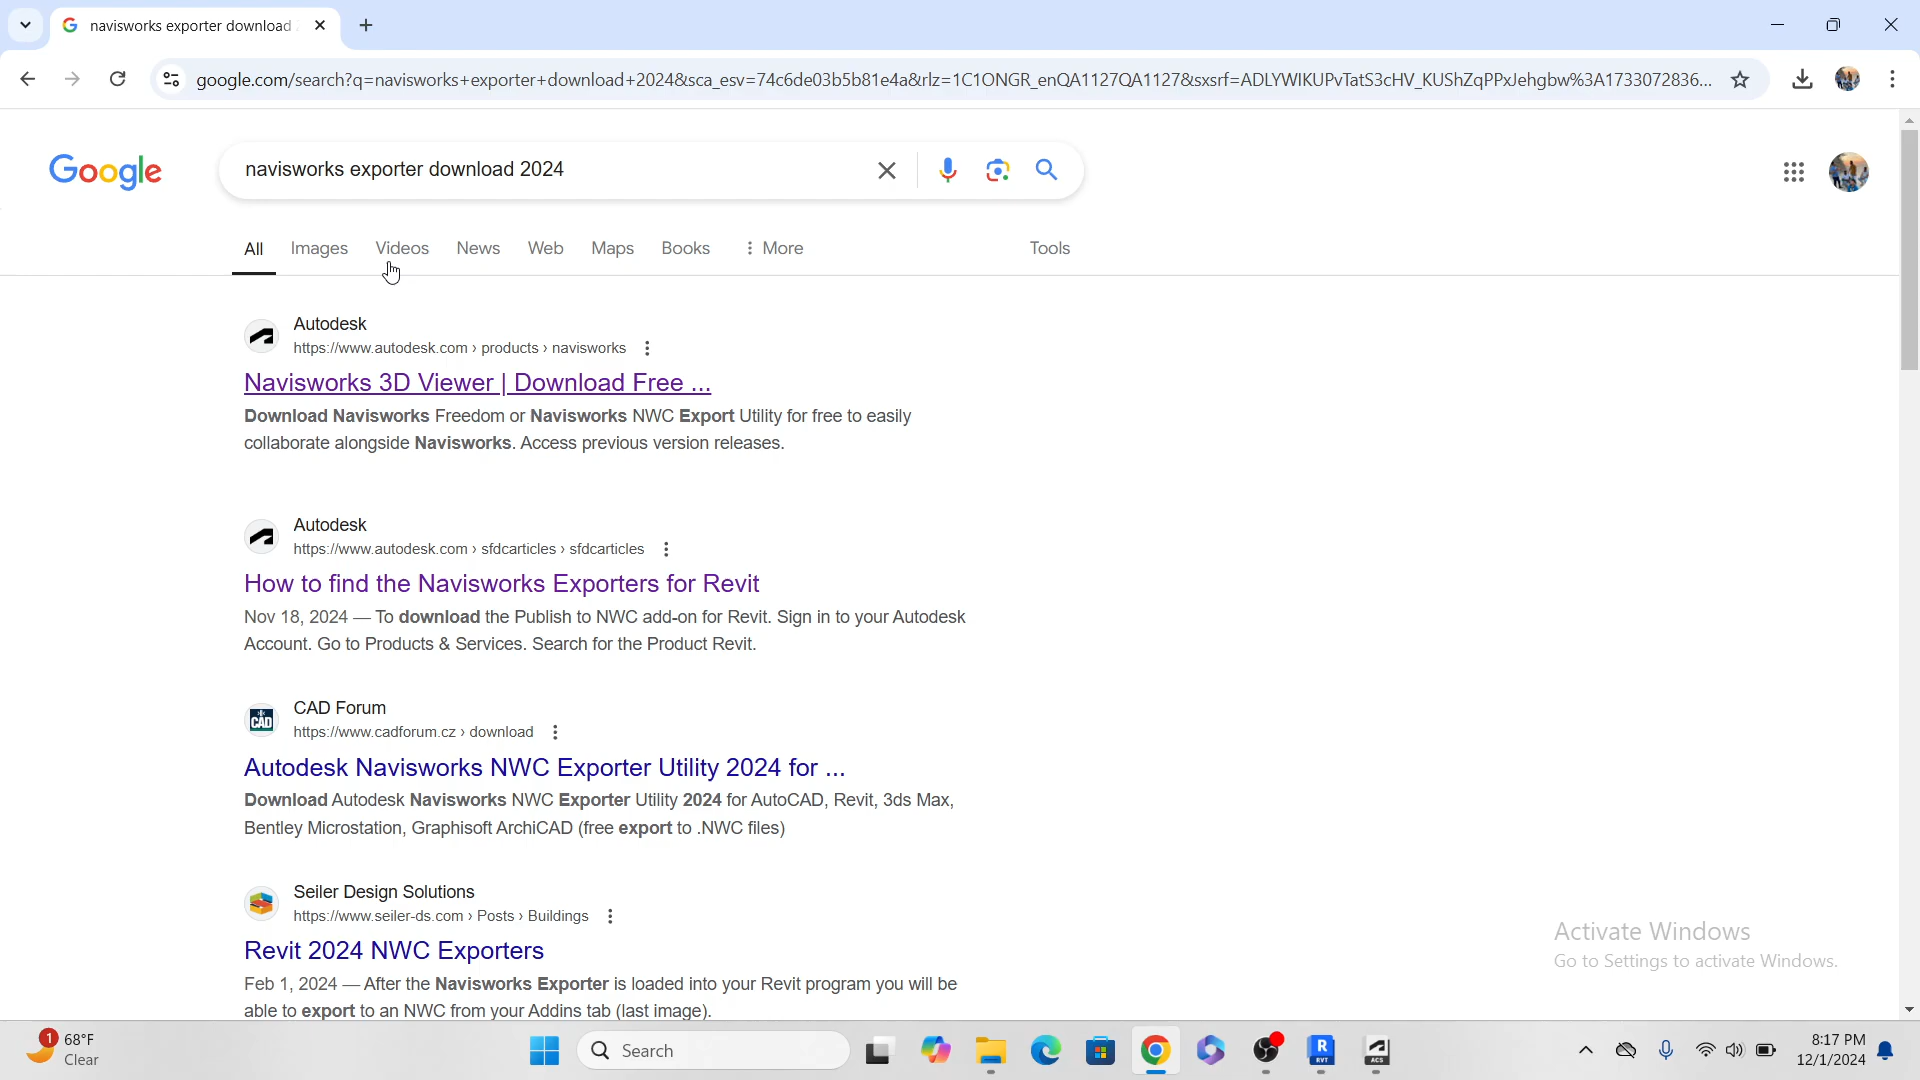 navisworks exporter download
google.com/search?q=navisworks+exporter+download+2024&sca_esv=74c6de03b5b81e4a&rlz=1C1ONGR_enQA1127QA1127&sxsrf=ADLYWIKUPvTatS3cHV_KUShZqPPxJehgbw%3A1733072836...
Google
navisworks exporter download 2024
All Images Videos News Web Maps Books More Tools
Autodesk
https://www.autodesk.com › products › navisworks
Navisworks 3D Viewer | Download Free ...
Download Navisworks Freedom or Navisworks NWC Export Utility for free to easily
collaborate alongside Navisworks. Access previous version releases.
Autodesk
https://www.autodesk.com › sfdcarticles › sfdcarticles
How to find the Navisworks Exporters for Revit
Nov 18, 2024 — To download the Publish to NWC add-on for Revit. Sign in to your Autodesk
Account. Go to Products & Services. Search for the Product Revit.
CAD Forum
CAD
https://www.cadforum.cz › download
Autodesk Navisworks NWC Exporter Utility 2024 for ...
Download Autodesk Navisworks NWC Exporter Utility 2024 for AutoCAD, Revit, 3ds Max,
Bentley Microstation, Graphisoft ArchiCAD (free export to .NWC files)
Seiler Design Solutions
https://www.seiler-ds.com › Posts › Buildings
Revit 2024 NWC Exporters
Feb 1, 2024 — After the Navisworks Exporter is loaded into your Revit program you will be
able to export to an NWC from your Addins tab (last image).
Activate Windows
Go to Settings to activate Windows.
1
68°F
Clear
Search
R
RVT
ACS
8:17 PM
12/1/2024